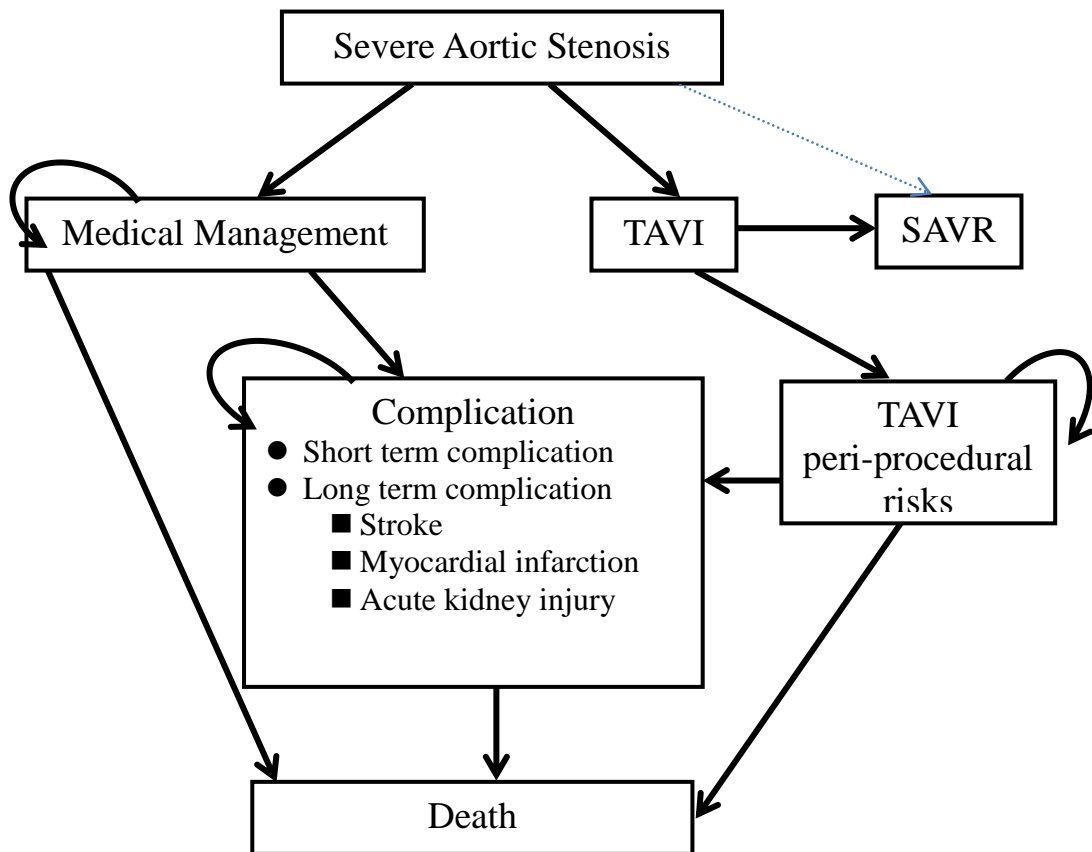 Severe Aortic Stenosis
Medical Management
TAVI
SAVR
Complication
● Short term complication
● Long term complication
■ Stroke
■ Myocardial infarction
■ Acute kidney injury
TAVI
peri-procedural
risks
Death